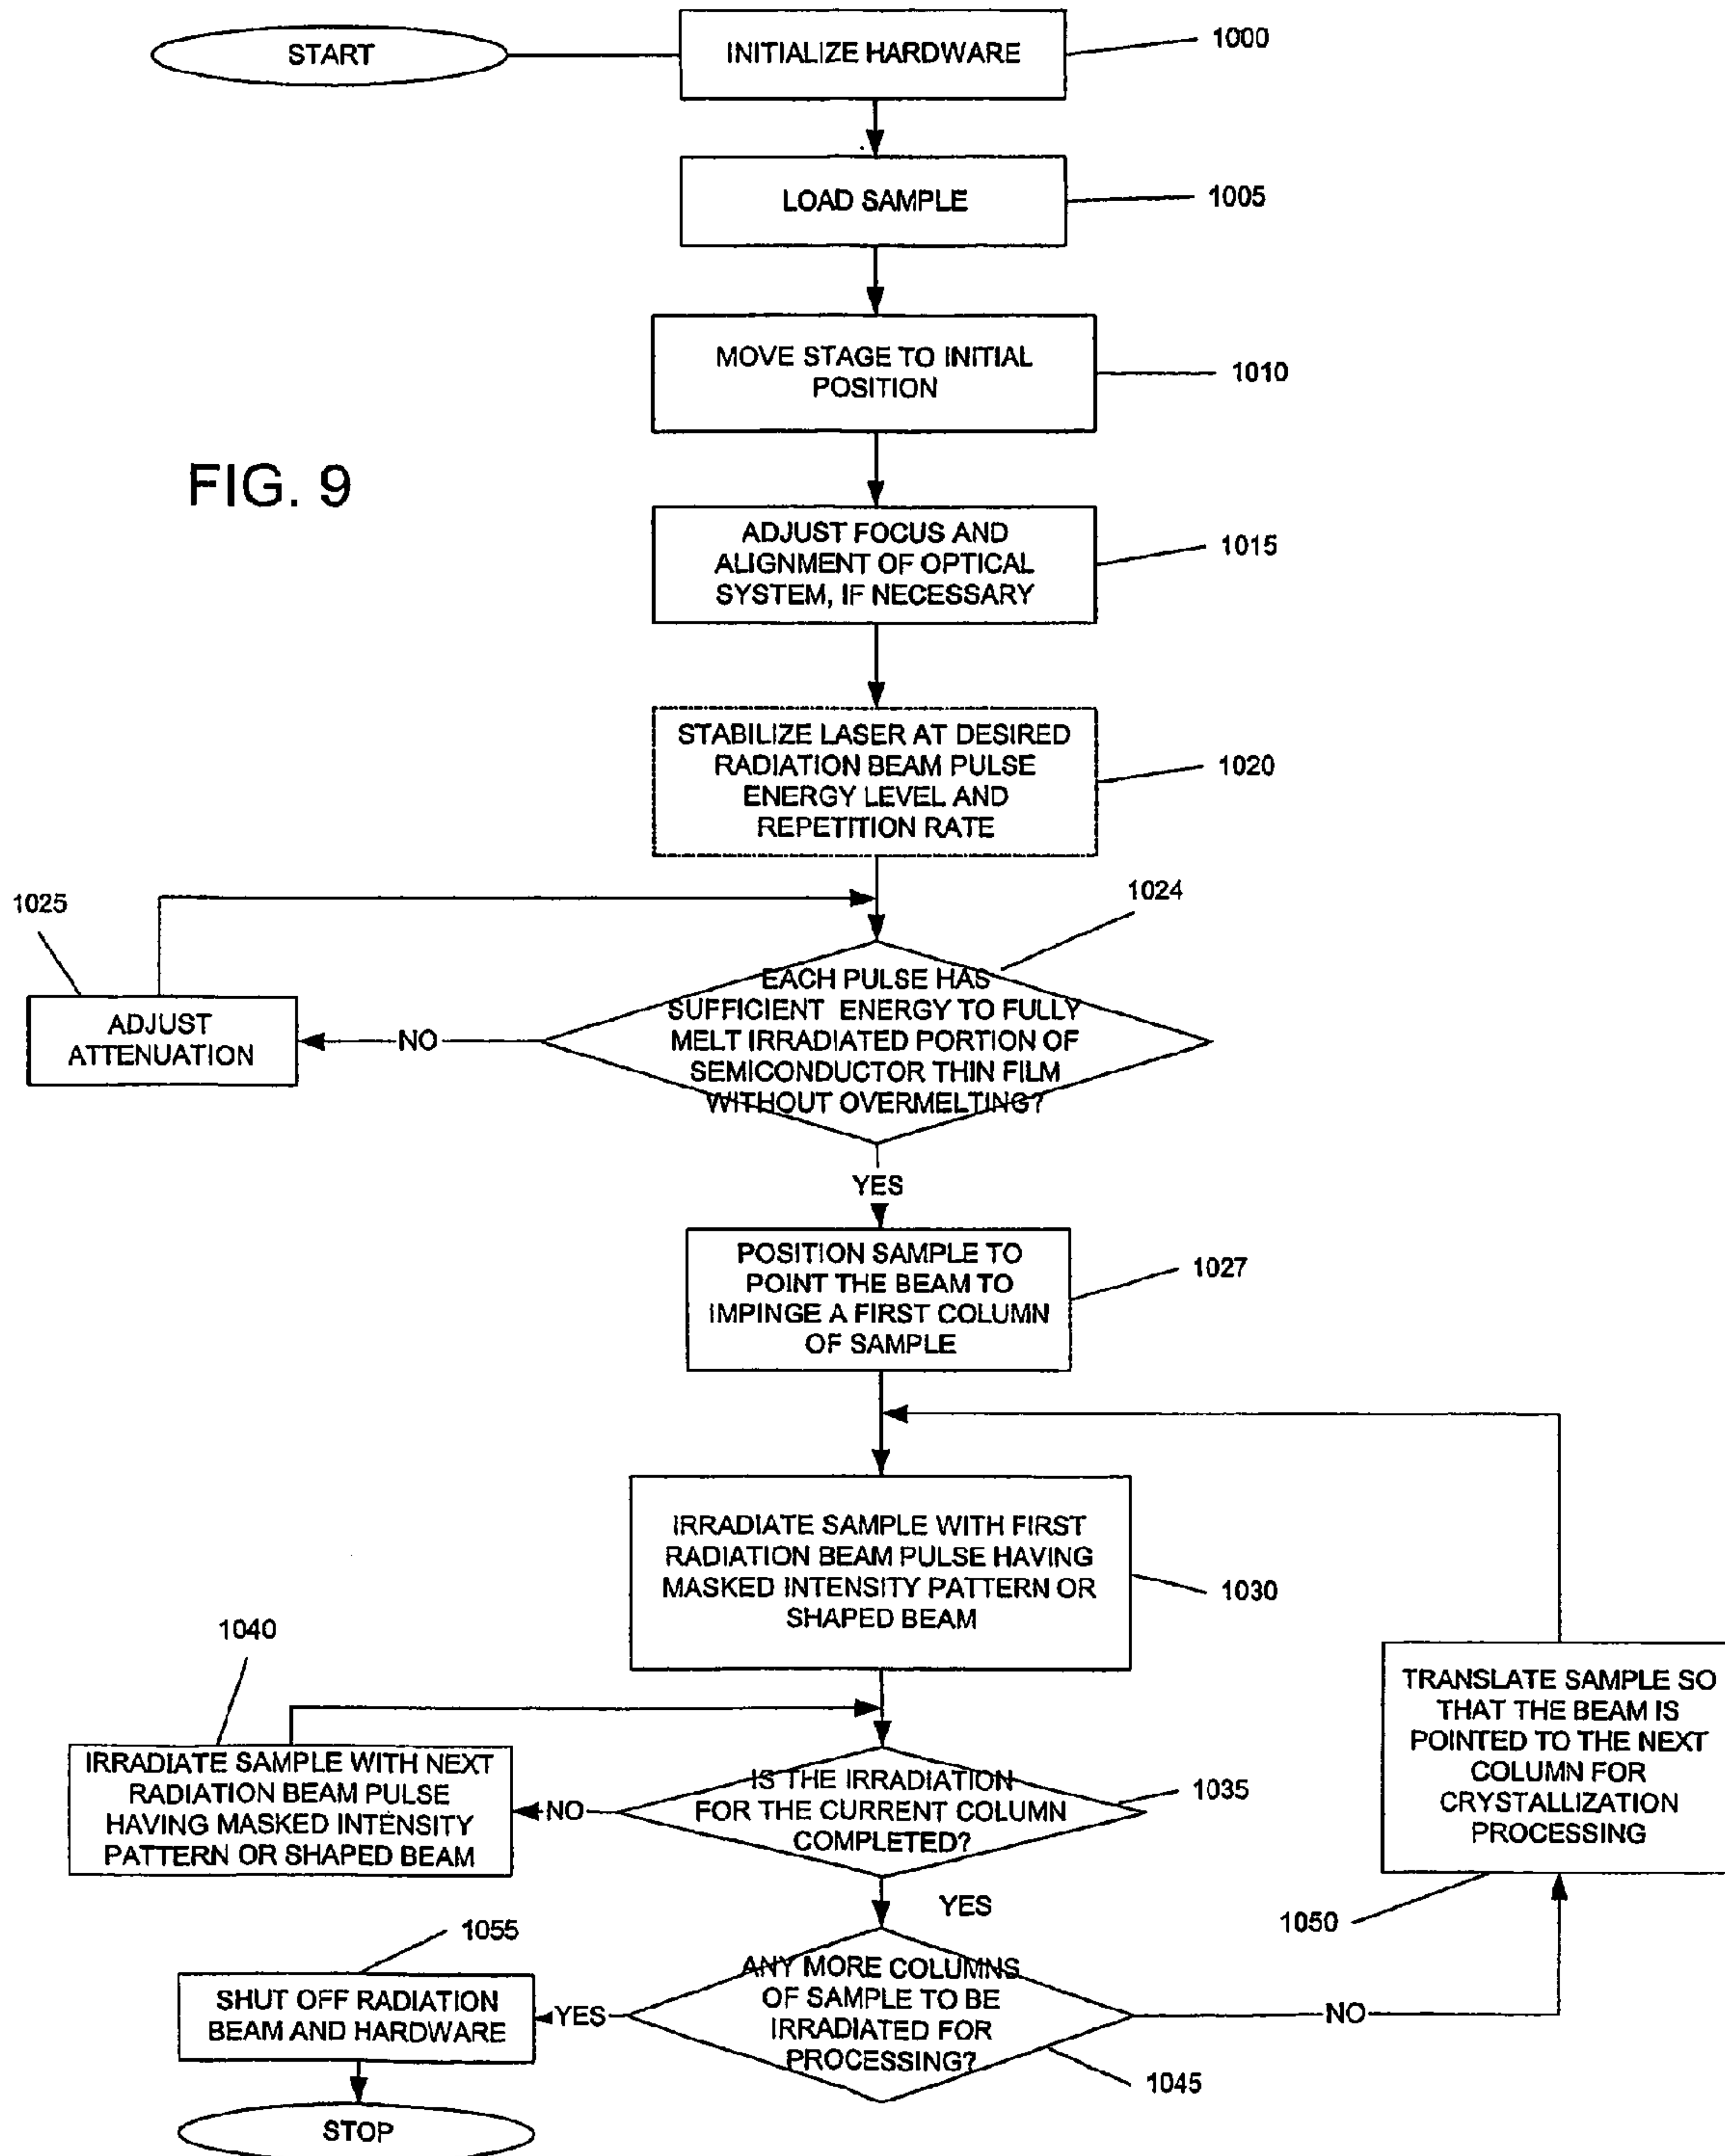 START
INITIALIZE HARDWARE
1000
LOAD SAMPLE
1005
MOVE STAGE TO INITIAL
POSITION
1010
FIG. 9
ADJUST FOCUS AND
ALIGNMENT OF OPTICAL
SYSTEM, IF NECESSARY
1015
STABILIZE LASER AT DESIRED
RADIATION BEAM PULSE
ENERGY LEVEL AND
REPETITION RATE
1020
1025
1024
EACH PULSE HAS
SUFFICIENT ENERGY TO FULLY
MELT IRRADIATED PORTION OF
SEMICONDUCTOR THIN FILM
WITHOUT OVERMELTING?
NO
ADJUST
ATTENUATION
YES
POSITION SAMPLE TO
POINT THE BEAM TO
IMPINGE A FIRST COLUMN
OF SAMPLE
1027
IRRADIATE SAMPLE WITH FIRST
RADIATION BEAM PULSE HAVING
MASKED INTENSITY PATTERN OR
SHAPED BEAM
1030
1040
IRRADIATE SAMPLE WITH NEXT
RADIATION BEAM PULSE
HAVING MASKED INTENSITY
PATTERN OR SHAPED BEAM
NO
IS THE IRRADIATION
FOR THE CURRENT COLUMN
COMPLETED?
1035
TRANSLATE SAMPLE SO
THAT THE BEAM IS
POINTED TO THE NEXT
COLUMN FOR
CRYSTALLIZATION
PROCESSING
1050
YES
1055
SHUT OFF RADIATION
BEAM AND HARDWARE
YES
ANY MORE COLUMNS
OF SAMPLE TO BE
IRRADIATED FOR
PROCESSING?
NO
1045
STOP